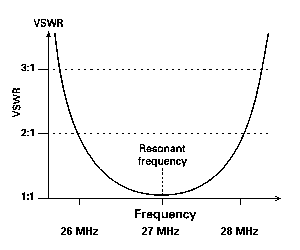 VSWR
3:1
VSWR
2:1
Resonant
frequency
1:1
Frequency
26 MHz 27 MHz 28 MHz